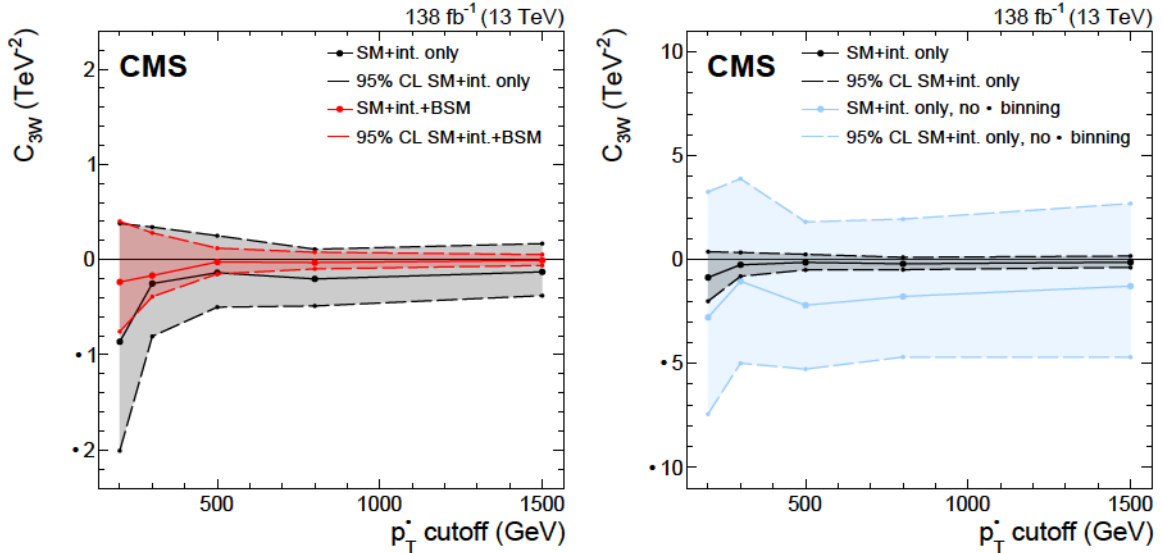 138 fb⁻¹ (13 TeV)
CMS
SM+int. only
95% CL SM+int. only
SM+int.+BSM
95% CL SM+int.+BSM
C₃W (TeV⁻²)
2
1
0
•1
•2
500
1000
1500
p•T cutoff (GeV)
138 fb⁻¹ (13 TeV)
CMS
SM+int. only
95% CL SM+int. only
SM+int. only, no • binning
95% CL SM+int. only, no • binning
C₃W (TeV⁻²)
10
5
0
•5
•10
500
1000
1500
p•T cutoff (GeV)